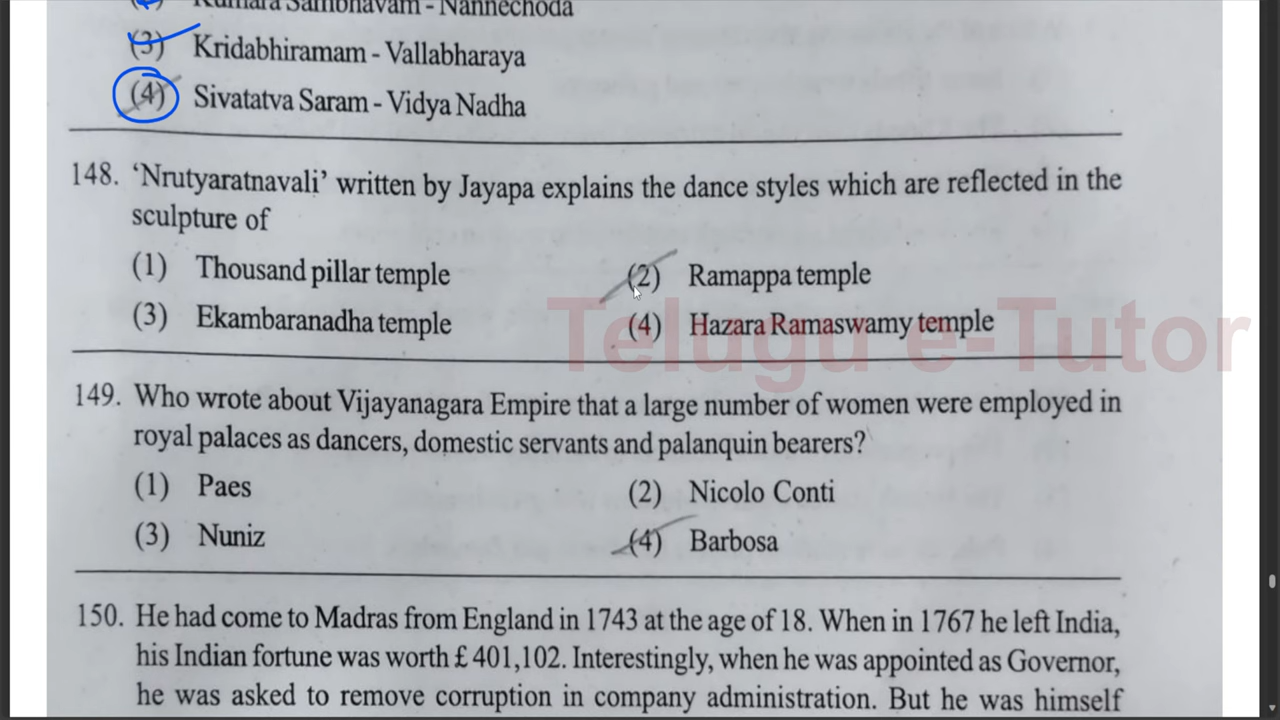 Kumara Sambhavam - Nannechoda
(3) Kridabhiramam - Vallabharaya
(4) Sivatatva Saram - Vidya Nadha
148. ‘Nrutyaratnavali’ written by Jayapa explains the dance styles which are reflected in the
sculpture of
(1) Thousand pillar temple (2) Ramappa temple
(3) Ekambaranadha temple (4) Hazara Ramaswamy temple
Telugu e-Tutor
149. Who wrote about Vijayanagara Empire that a large number of women were employed in
royal palaces as dancers, domestic servants and palanquin bearers?
(1) Paes (2) Nicolo Conti
(3) Nuniz (4) Barbosa
150. He had come to Madras from England in 1743 at the age of 18. When in 1767 he left India,
his Indian fortune was worth £ 401,102. Interestingly, when he was appointed as Governor,
he was asked to remove corruption in company administration. But he was himself